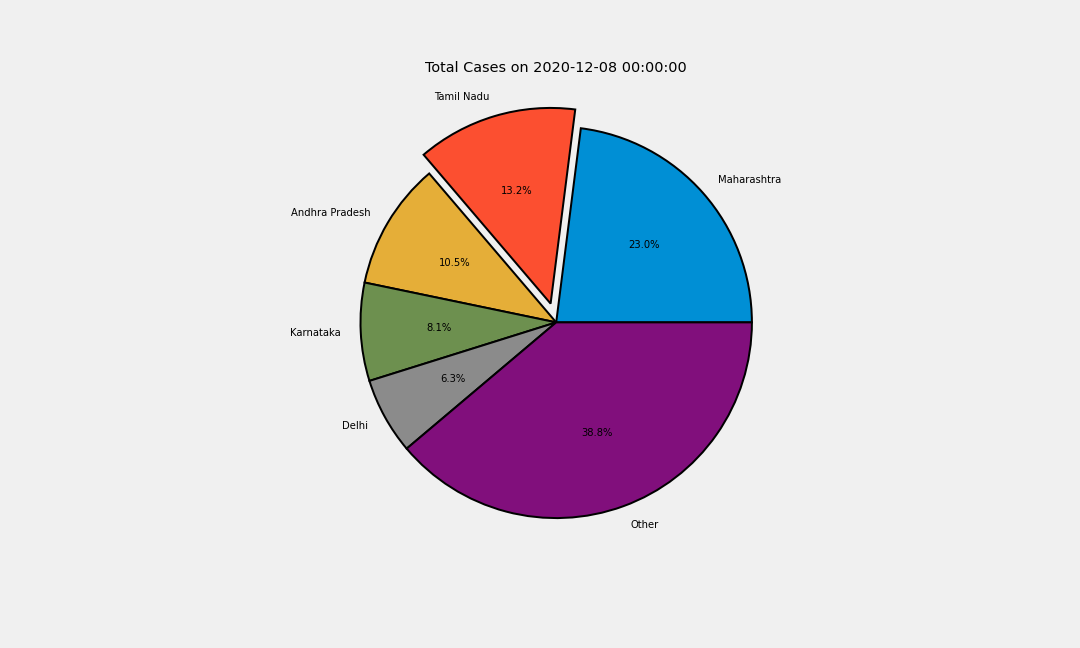 Total Cases on 2020-12-08 00:00:00
Tamil Nadu
Maharashtra
13.2%
Andhra Pradesh
23.0%
10.5%
Karnataka
8.1%
6.3%
Delhi
38.8%
Other